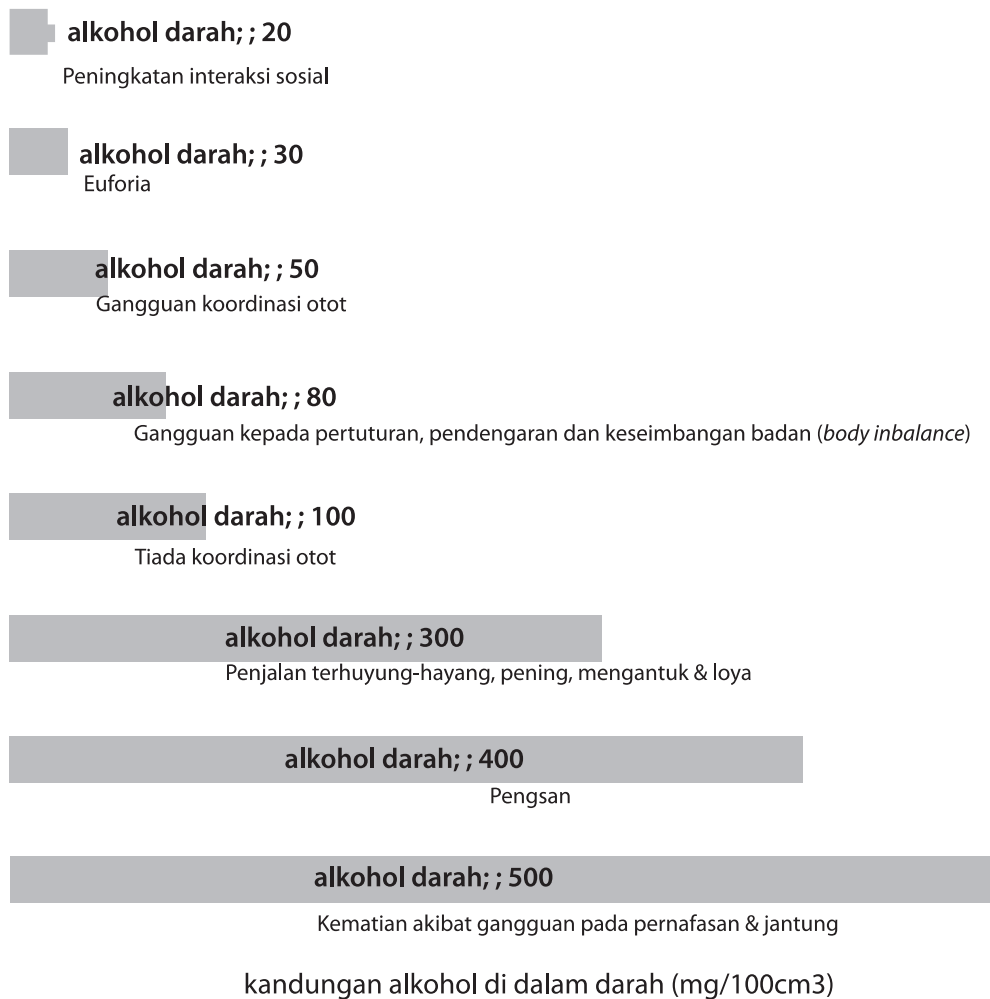 alkohol darah; ; 20
Peningkatan interaksi sosial
alkohol darah; ; 30
Euforia
alkohol darah; ; 50
Gangguan koordinasi otot
alkohol darah; ; 80
Gangguan kepada pertuturan, pendengaran dan keseimbangan badan (body inbalance)
alkohol darah; ; 100
Tiada koordinasi otot
alkohol darah; ; 300
Penjalan terhuyung-hayang, pening, mengantuk & loya
alkohol darah; ; 400
Pengsan
alkohol darah; ; 500
Kematian akibat gangguan pada pernafasan & jantung
kandungan alkohol di dalam darah (mg/100cm3)